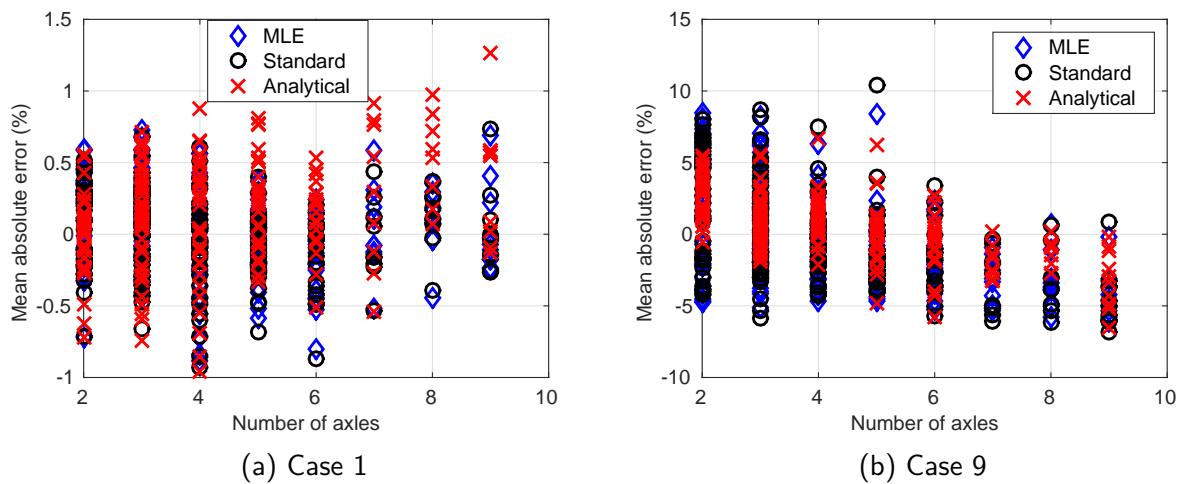 1.5
1
0.5
0
-0.5
-1
Mean absolute error (%)
MLE
Standard
Analytical
2
4
6
8
10
Number of axles
(a) Case 1
15
10
5
0
-5
-10
Mean absolute error (%)
MLE
Standard
Analytical
2
4
6
8
10
Number of axles
(b) Case 9